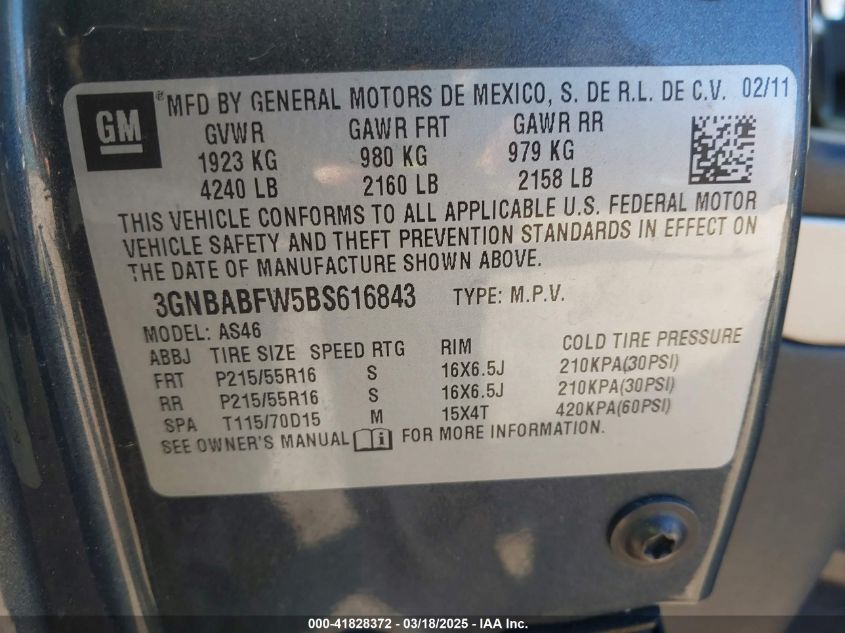 GM ® MFD BY GENERAL MOTORS DE MEXICO, S. DE R.L. DE C.V. 02/11
GVWR GAWR FRT GAWR RR
1923 KG 980 KG 979 KG
4240 LB 2160 LB 2158 LB
THIS VEHICLE CONFORMS TO ALL APPLICABLE U.S. FEDERAL MOTOR
VEHICLE SAFETY AND THEFT PREVENTION STANDARDS IN EFFECT ON
THE DATE OF MANUFACTURE SHOWN ABOVE.
3GNBABFW5BS616843 TYPE: M.P.V.
MODEL: AS46
ABBJ TIRE SIZE SPEED RTG RIM COLD TIRE PRESSURE
FRT P215/55R16 S 16X6.5J 210KPA(30PSI)
RR P215/55R16 S 16X6.5J 210KPA(30PSI)
SPA T115/70D15 M 15X4T 420KPA(60PSI)
SEE OWNER'S MANUAL FOR MORE INFORMATION.
000-41828372 — 03/18/2025 — IAA Inc.